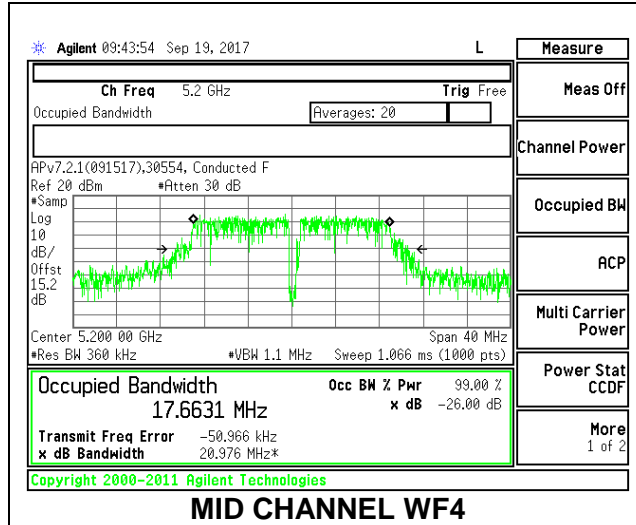 Agilent 09:43:54 Sep 19, 2017 L
Measure
Ch Freq 5.2 GHz Trig Free
Occupied Bandwidth Averages: 20
Meas Off
Channel Power
APv7.2.1(091517),30554, Conducted F
Ref 20 dBm #Atten 30 dB
#Samp
Log
10
dB/
Offst
15.2
dB
Occupied BW
ACP
Center 5.200 00 GHz Span 40 MHz
#Res BW 360 kHz #VBW 1.1 MHz Sweep 1.066 ms (1000 pts)
Multi Carrier
Power
Occupied Bandwidth Occ BW % Pwr 99.00 %
17.6631 MHz x dB -26.00 dB
Power Stat
CCDF
Transmit Freq Error -50.966 kHz
x dB Bandwidth 20.976 MHz*
More
1 of 2
Copyright 2000-2011 Agilent Technologies
MID CHANNEL WF4